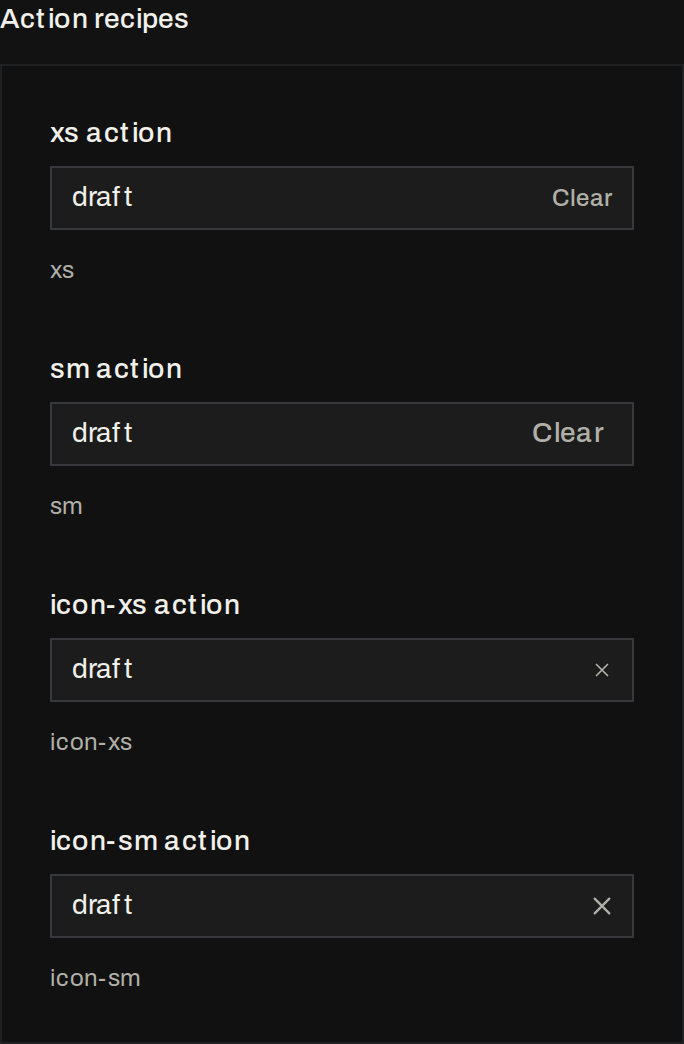 Action recipes
xs action
draft
Clear
xs
sm action
draft
Clear
sm
icon-xs action
draft
icon-xs
icon-sm action
draft
icon-sm